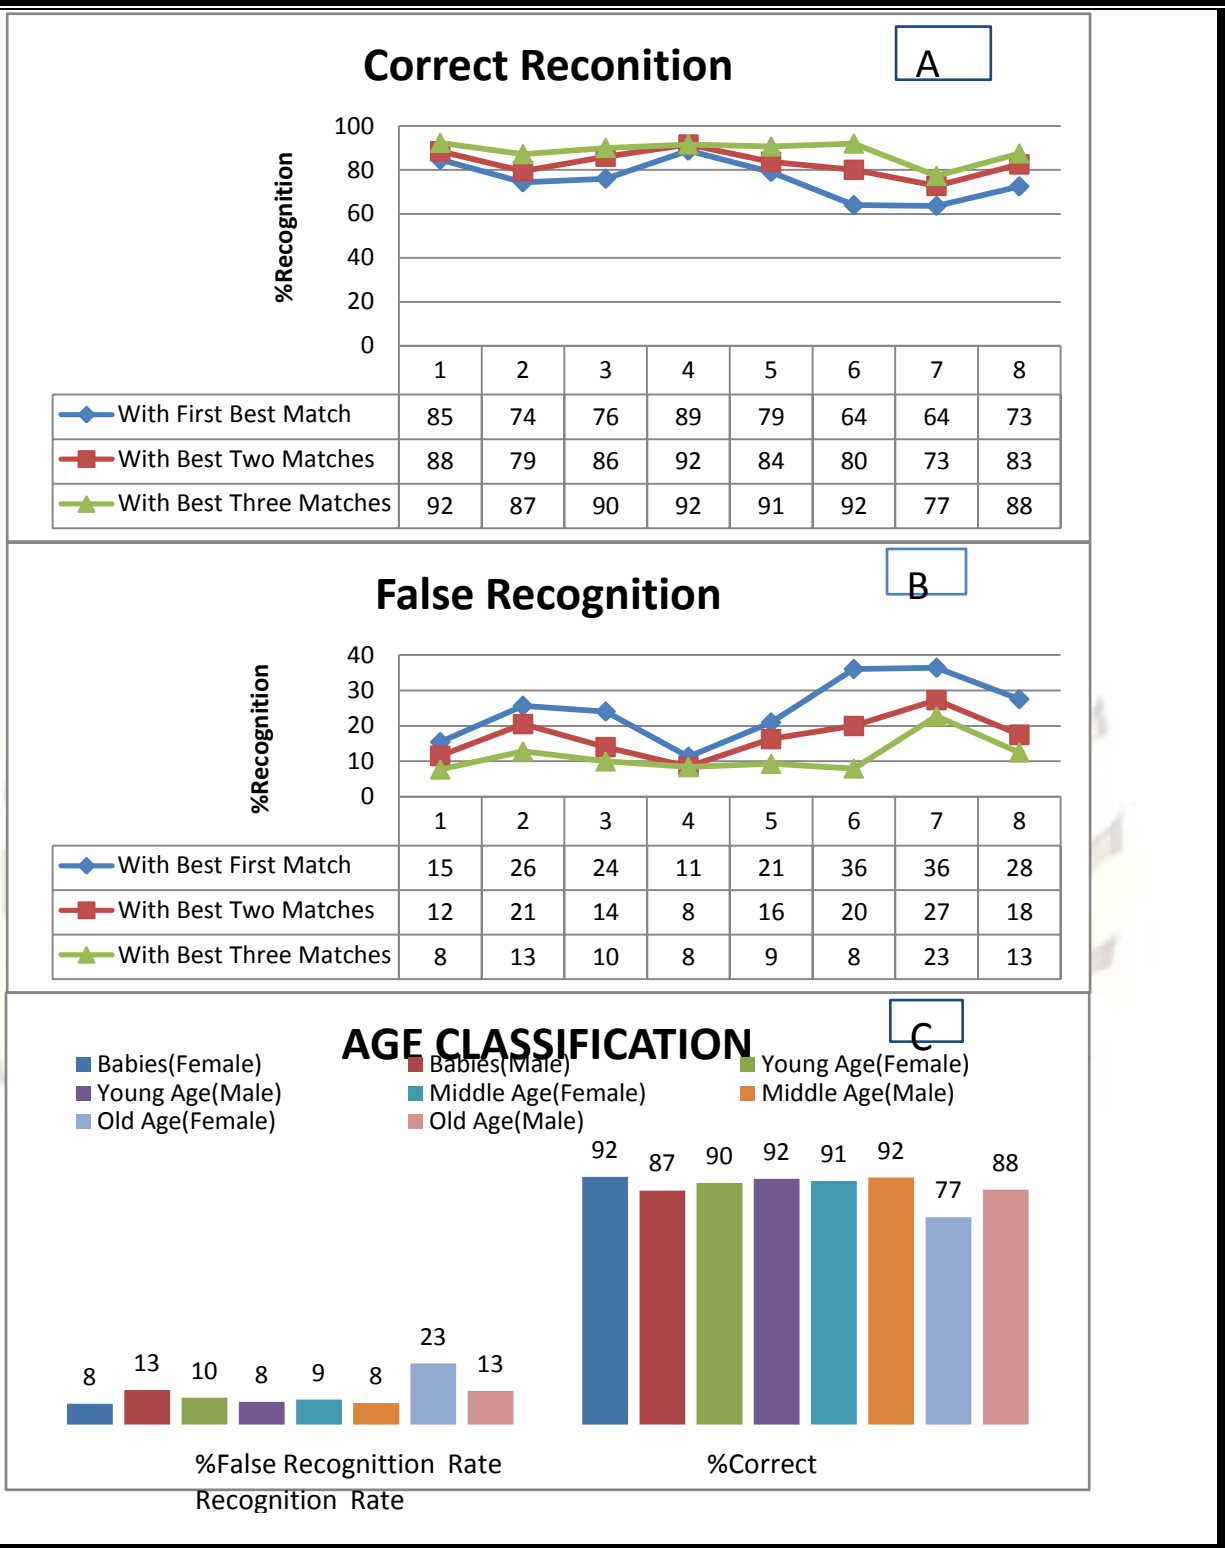 Correct Reconition
A
%Recognition
100
80
60
40
20
0
1 2 3 4 5 6 7 8
With First Best Match 85 74 76 89 79 64 64 73
With Best Two Matches 88 79 86 92 84 80 73 83
With Best Three Matches 92 87 90 92 91 92 77 88
False Recognition
B
%Recognition
40
30
20
10
0
1 2 3 4 5 6 7 8
With Best First Match 15 26 24 11 21 36 36 28
With Best Two Matches 12 21 14 8 16 20 27 18
With Best Three Matches 8 13 10 8 9 8 23 13
AGE CLASSIFICATION
C
Babies(Female) Babies(Male) Young Age(Female)
Young Age(Male) Middle Age(Female) Middle Age(Male)
Old Age(Female) Old Age(Male)
8 13 10 8 9 8 23 13
92 87 90 92 91 92 77 88
%False Recognittion Rate %Correct
Recognition Rate